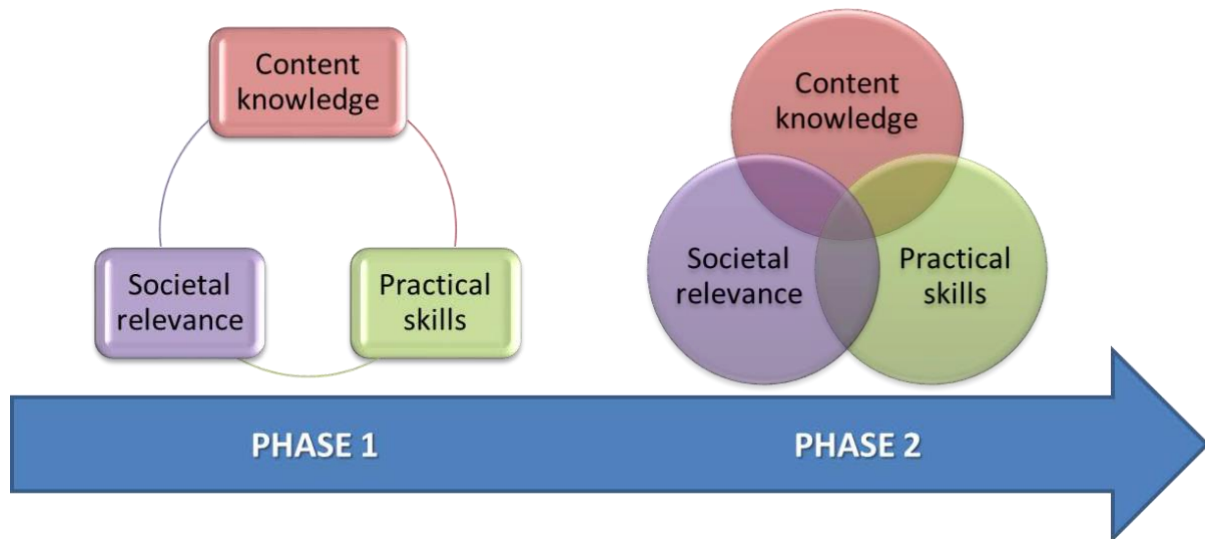 Content
knowledge
Societal
relevance
Practical
skills
Content
knowledge
Societal
relevance
Practical
skills
PHASE 1
PHASE 2